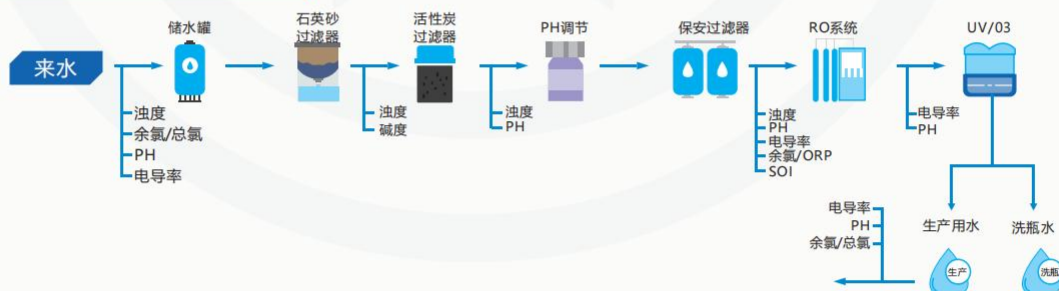 来水
储水罐
石英砂
过滤器
活性炭
过滤器
PH调节
保安过滤器
RO系统
UV/03
浊度
余氯/总氯
PH
电导率
浊度
碱度
浊度
PH
浊度
PH
电导率
余氯/ORP
SOI
电导率
PH
电导率
PH
余氯/总氯
生产用水
洗瓶水
生产
洗瓶